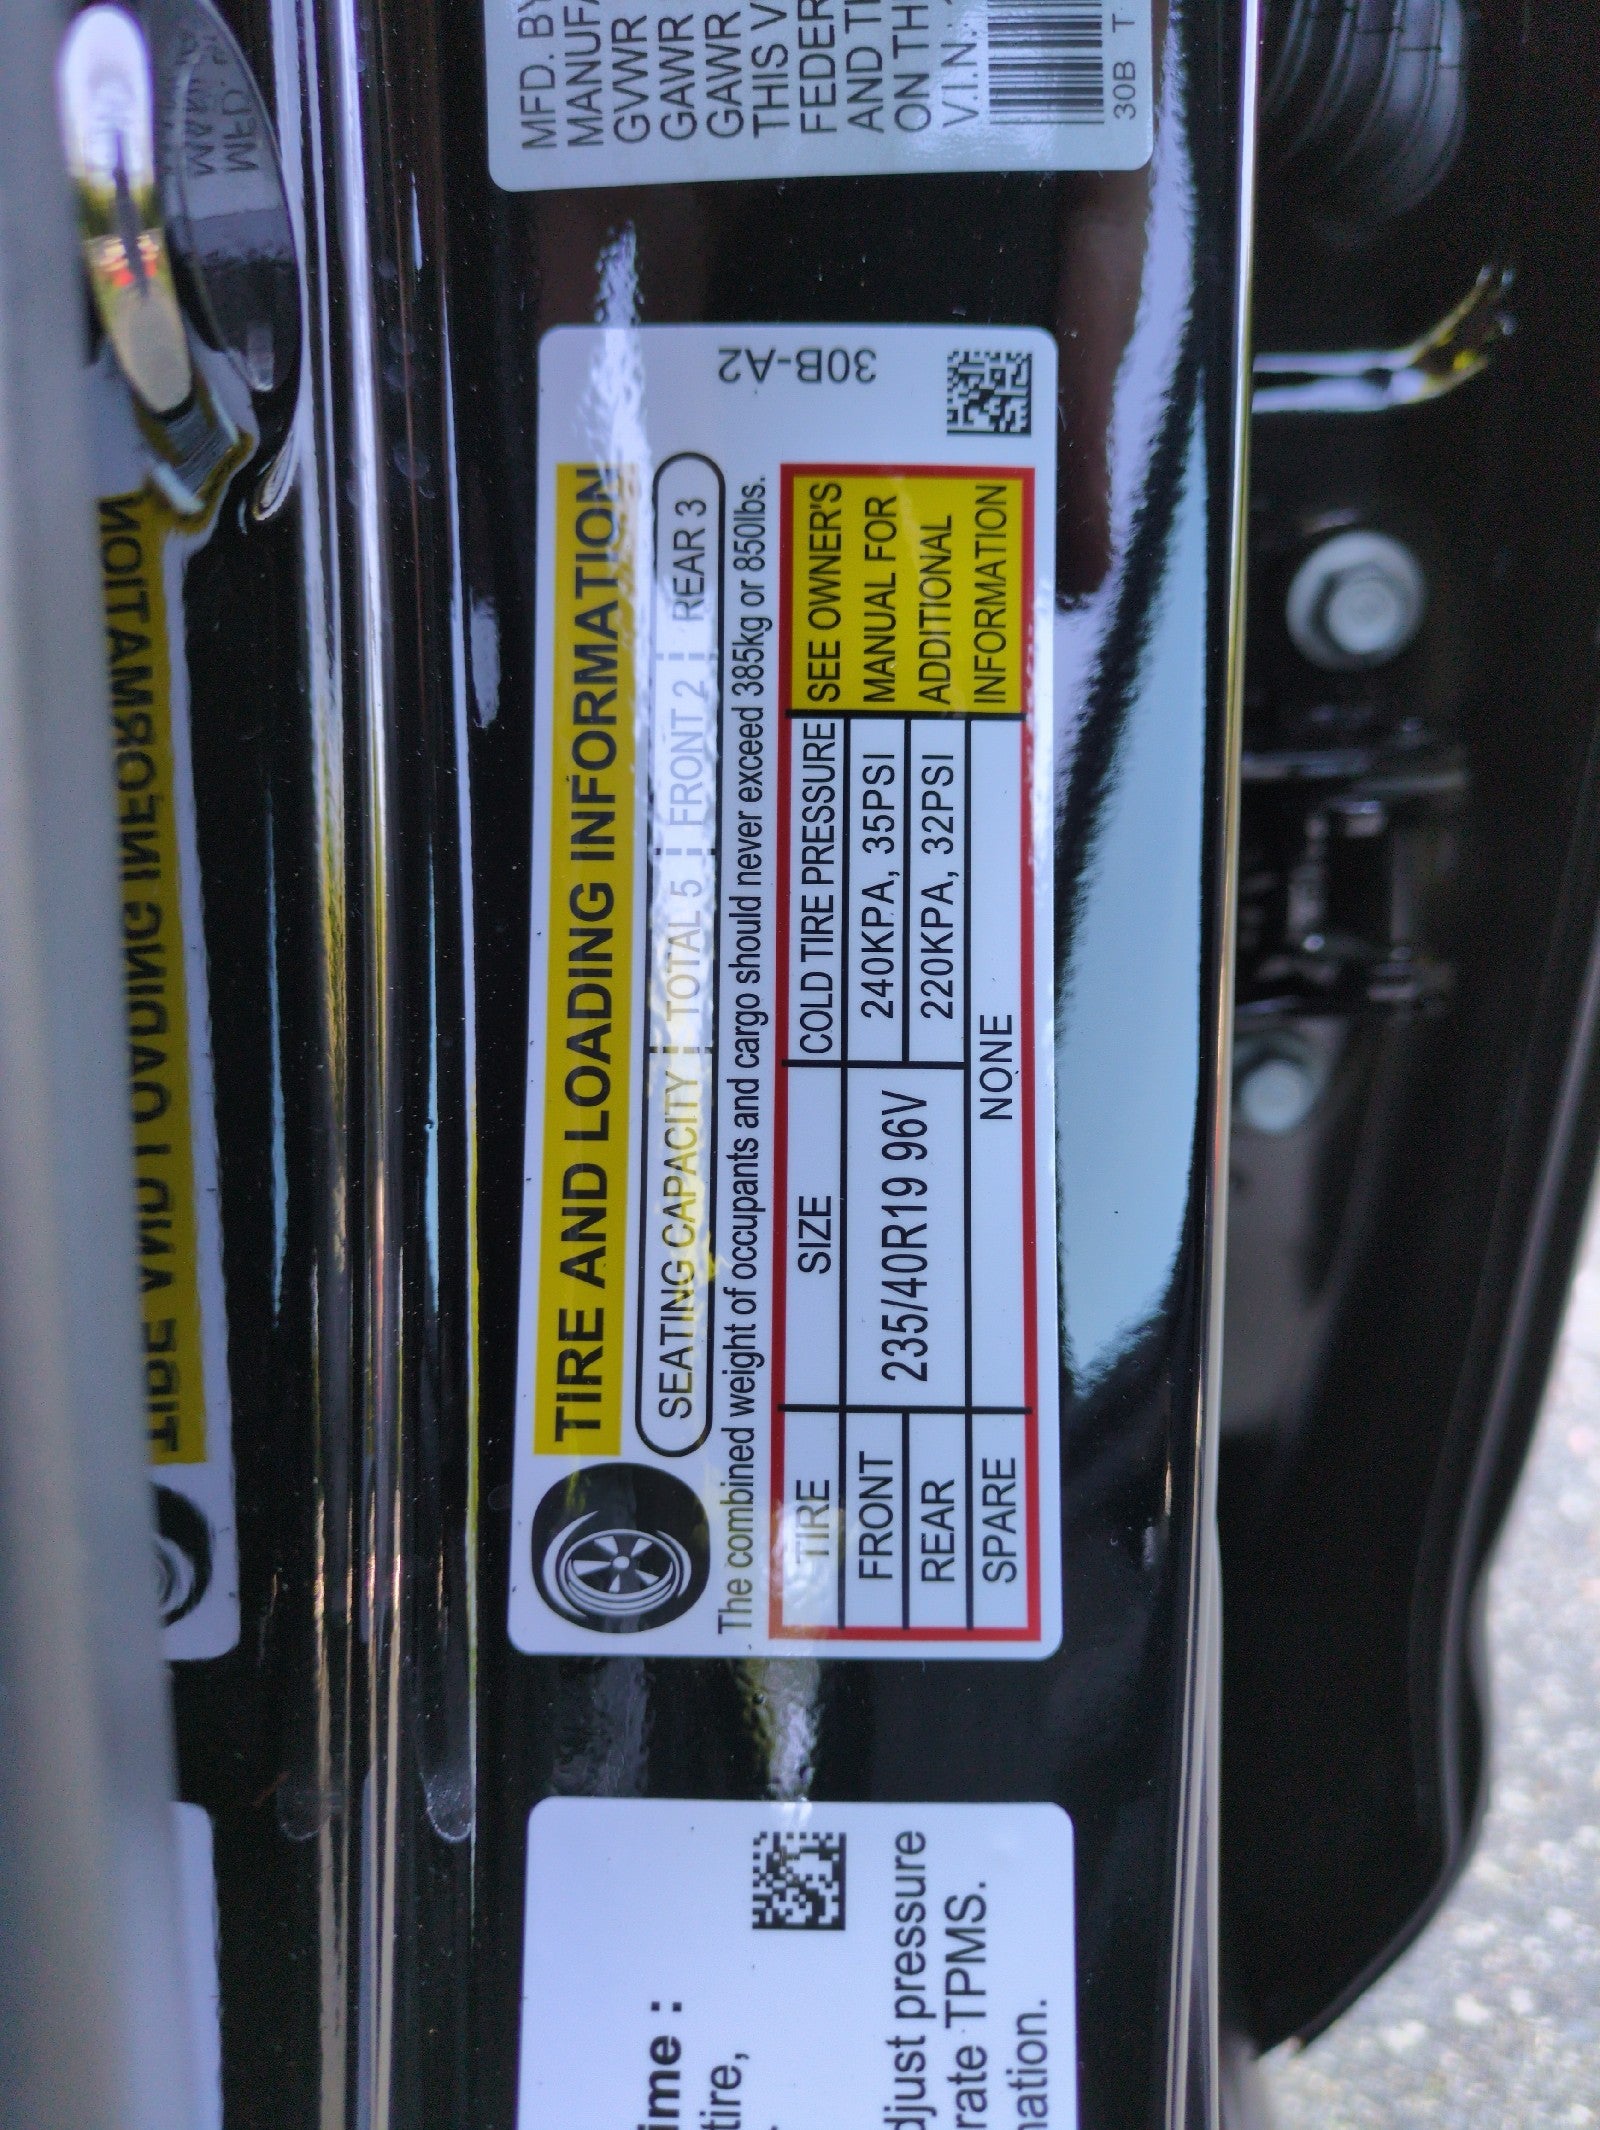 MFD. BY
MANUFA
GVWR
GAWR
GAWR
THIS V
FEDER
AND T
ON TH
V.I.N.
30B T
30B-A2
TIRE AND LOADING INFORMATION
SEATING CAPACITY TOTAL 5 FRONT 2 REAR 3
The combined weight of occupants and cargo should never exceed 385kg or 850lbs.
TIRE SIZE COLD TIRE PRESSURE
FRONT 235/40R19 96V 240KPA, 35PSI
REAR 220KPA, 32PSI
SPARE NONE
SEE OWNER'S
MANUAL FOR
ADDITIONAL
INFORMATION
ime :
tire,
djust pressure
rate TPMS.
nation.